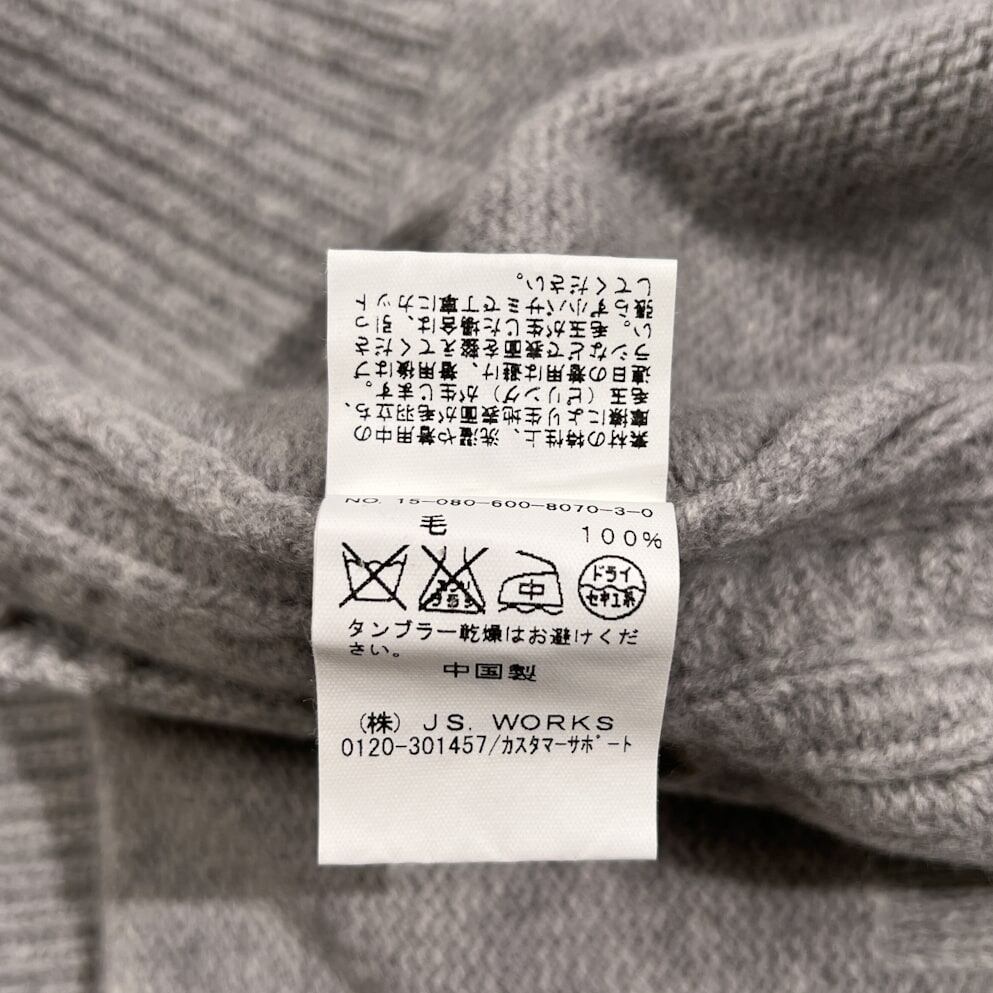 素材の特性上、洗濯や着用中の
摩擦により生地表面が毛羽立ち、
毛玉（ピリング）が生じます。
連日の着用は避け、着用後はブ
ラシなどで表面を整えてくださ
い。毛玉が生じた場合は、引っ
張らず小バサミで丁寧にカット
してください。
NO. 15-080-600-8070-3-0
毛 100%
中
ドライ
セキユ系
タンブラー乾燥はお避けくだ
さい。
中国製
(株) JS. WORKS
0120-301457/ｶｽﾀﾏｰｻﾎﾟｰﾄ